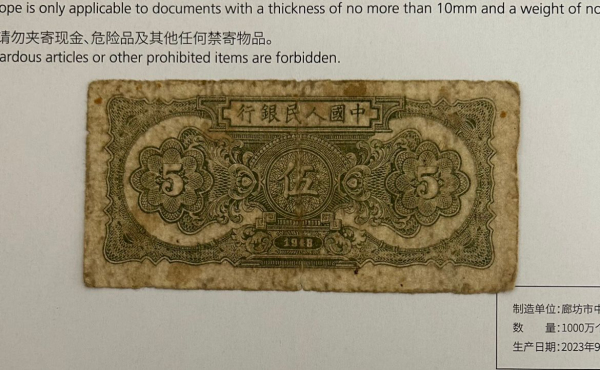 ope is only applicable to documents with a thickness of no more than 10mm and a weight of no
请勿夹寄现金、危险品及其他任何禁寄物品。
ardous articles or other prohibited items are forbidden.
行銀民人國中
5 伍 5
1948
制造单位:廊坊市中
数 量:1000万个
生产日期:2023年9